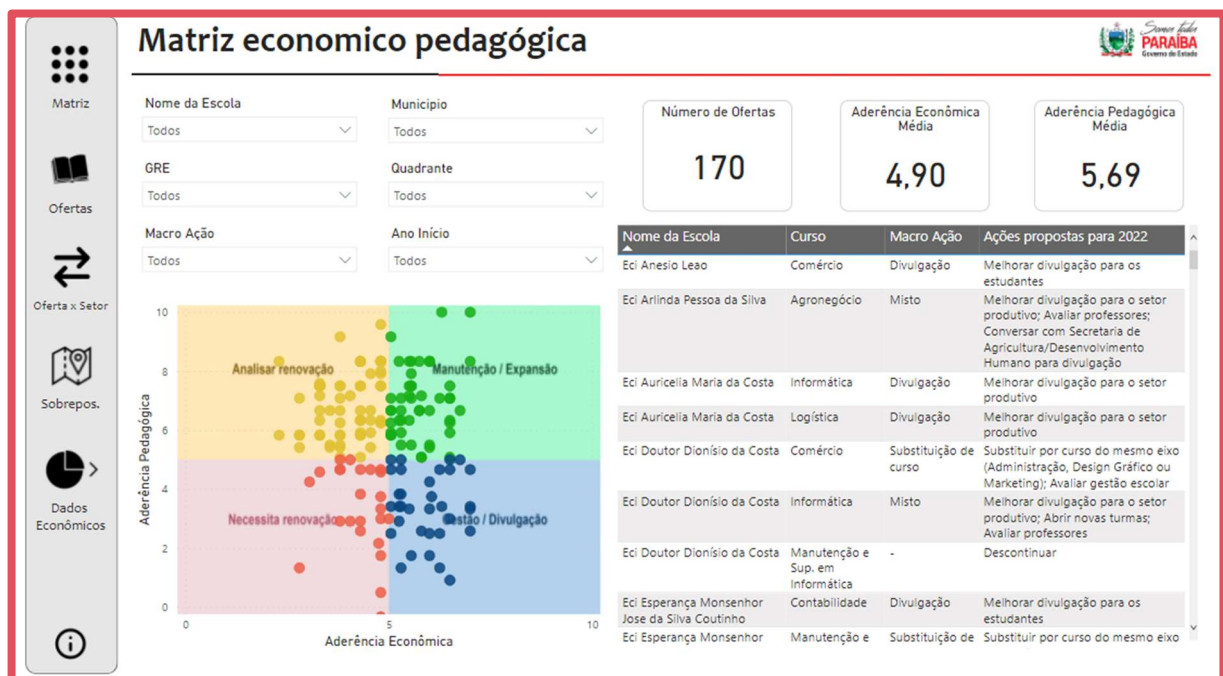 Matriz economico pedagógica
Somos todos
PARAÍBA
Governo do Estado
Matriz
Ofertas
Oferta x Setor
Sobrepos.
Dados
Econômicos
Nome da Escola
Todos
Municipio
Todos
GRE
Todos
Quadrante
Todos
Macro Ação
Todos
Ano Início
Todos
Número de Ofertas
170
Aderência Econômica
Média
4,90
Aderência Pedagógica
Média
5,69
Aderência Pedagógica
10
8
6
4
2
0
Analisar renovação
Manutenção / Expansão
Necessita renovação
Gestão / Divulgação
0
5
10
Aderência Econômica
Nome da Escola Curso Macro Ação Ações propostas para 2022
Eci Anesio Leao Comércio Divulgação Melhorar divulgação para os
estudantes
Eci Arlinda Pessoa da Silva Agronegócio Misto Melhorar divulgação para o setor
produtivo; Avaliar professores;
Conversar com Secretaria de
Agricultura/Desenvolvimento
Humano para divulgação
Eci Auricelia Maria da Costa Informática Divulgação Melhorar divulgação para o setor
produtivo
Eci Auricelia Maria da Costa Logística Divulgação Melhorar divulgação para o setor
produtivo
Eci Doutor Dionísio da Costa Comércio Substituição de Substituir por curso do mesmo eixo
curso (Administração, Design Gráfico ou
Marketing); Avaliar gestão escolar
Eci Doutor Dionísio da Costa Informática Misto Melhorar divulgação para o setor
produtivo; Abrir novas turmas;
Avaliar professores
Eci Doutor Dionísio da Costa Manutenção e - Descontinuar
Sup. em
Informática
Eci Esperança Monsenhor Contabilidade Divulgação Melhorar divulgação para os
Jose da Silva Coutinho estudantes
Eci Esperança Monsenhor Manutenção e Substituição de Substituir por curso do mesmo eixo